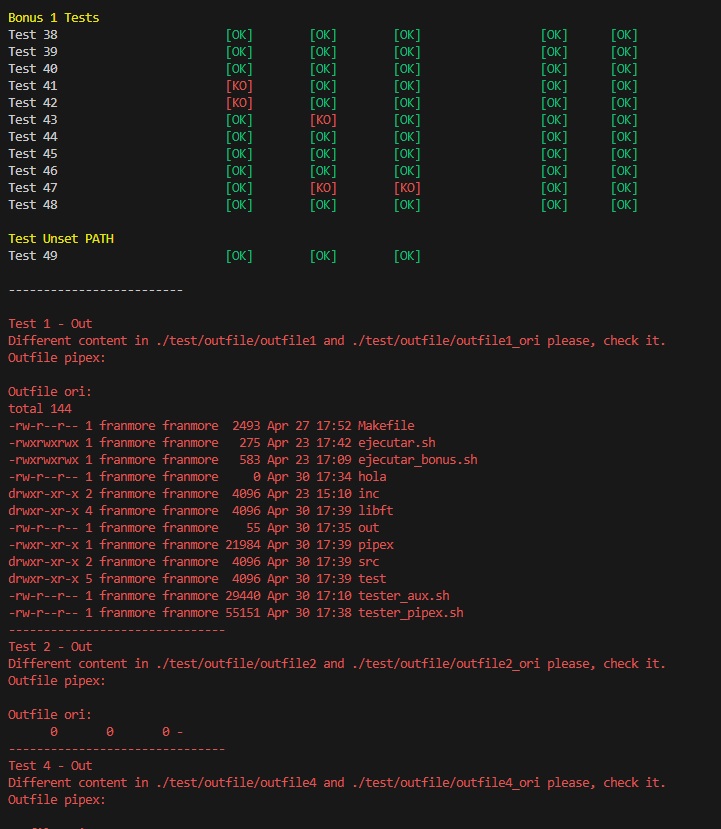 Bonus 1 Tests
Test 38 [OK] [OK] [OK] [OK] [OK]
Test 39 [OK] [OK] [OK] [OK] [OK]
Test 40 [OK] [OK] [OK] [OK] [OK]
Test 41 [KO] [OK] [OK] [OK] [OK]
Test 42 [KO] [OK] [OK] [OK] [OK]
Test 43 [OK] [KO] [OK] [OK] [OK]
Test 44 [OK] [OK] [OK] [OK] [OK]
Test 45 [OK] [OK] [OK] [OK] [OK]
Test 46 [OK] [OK] [OK] [OK] [OK]
Test 47 [OK] [KO] [KO] [OK] [OK]
Test 48 [OK] [OK] [OK] [OK] [OK]
Test Unset PATH
Test 49 [OK] [OK] [OK]
-------------------------
Test 1 - Out
Different content in ./test/outfile/outfile1 and ./test/outfile/outfile1_ori please, check it.
Outfile pipex:
Outfile ori:
total 144
-rw-r--r-- 1 franmore franmore 2493 Apr 27 17:52 Makefile
-rwxrwxrwx 1 franmore franmore 275 Apr 23 17:42 ejecutar.sh
-rwxrwxrwx 1 franmore franmore 583 Apr 23 17:09 ejecutar_bonus.sh
-rw-r--r-- 1 franmore franmore 0 Apr 30 17:34 hola
drwxr-xr-x 2 franmore franmore 4096 Apr 23 15:10 inc
drwxr-xr-x 4 franmore franmore 4096 Apr 30 17:39 libft
-rw-r--r-- 1 franmore franmore 55 Apr 30 17:35 out
-rwxr-xr-x 1 franmore franmore 21984 Apr 30 17:39 pipex
drwxr-xr-x 2 franmore franmore 4096 Apr 30 17:39 src
drwxr-xr-x 5 franmore franmore 4096 Apr 30 17:39 test
-rw-r--r-- 1 franmore franmore 29440 Apr 30 17:10 tester_aux.sh
-rw-r--r-- 1 franmore franmore 55151 Apr 30 17:38 tester_pipex.sh
-------------------------------
Test 2 - Out
Different content in ./test/outfile/outfile2 and ./test/outfile/outfile2_ori please, check it.
Outfile pipex:
Outfile ori:
0 0 0 -
-------------------------------
Test 4 - Out
Different content in ./test/outfile/outfile4 and ./test/outfile/outfile4_ori please, check it.
Outfile pipex: